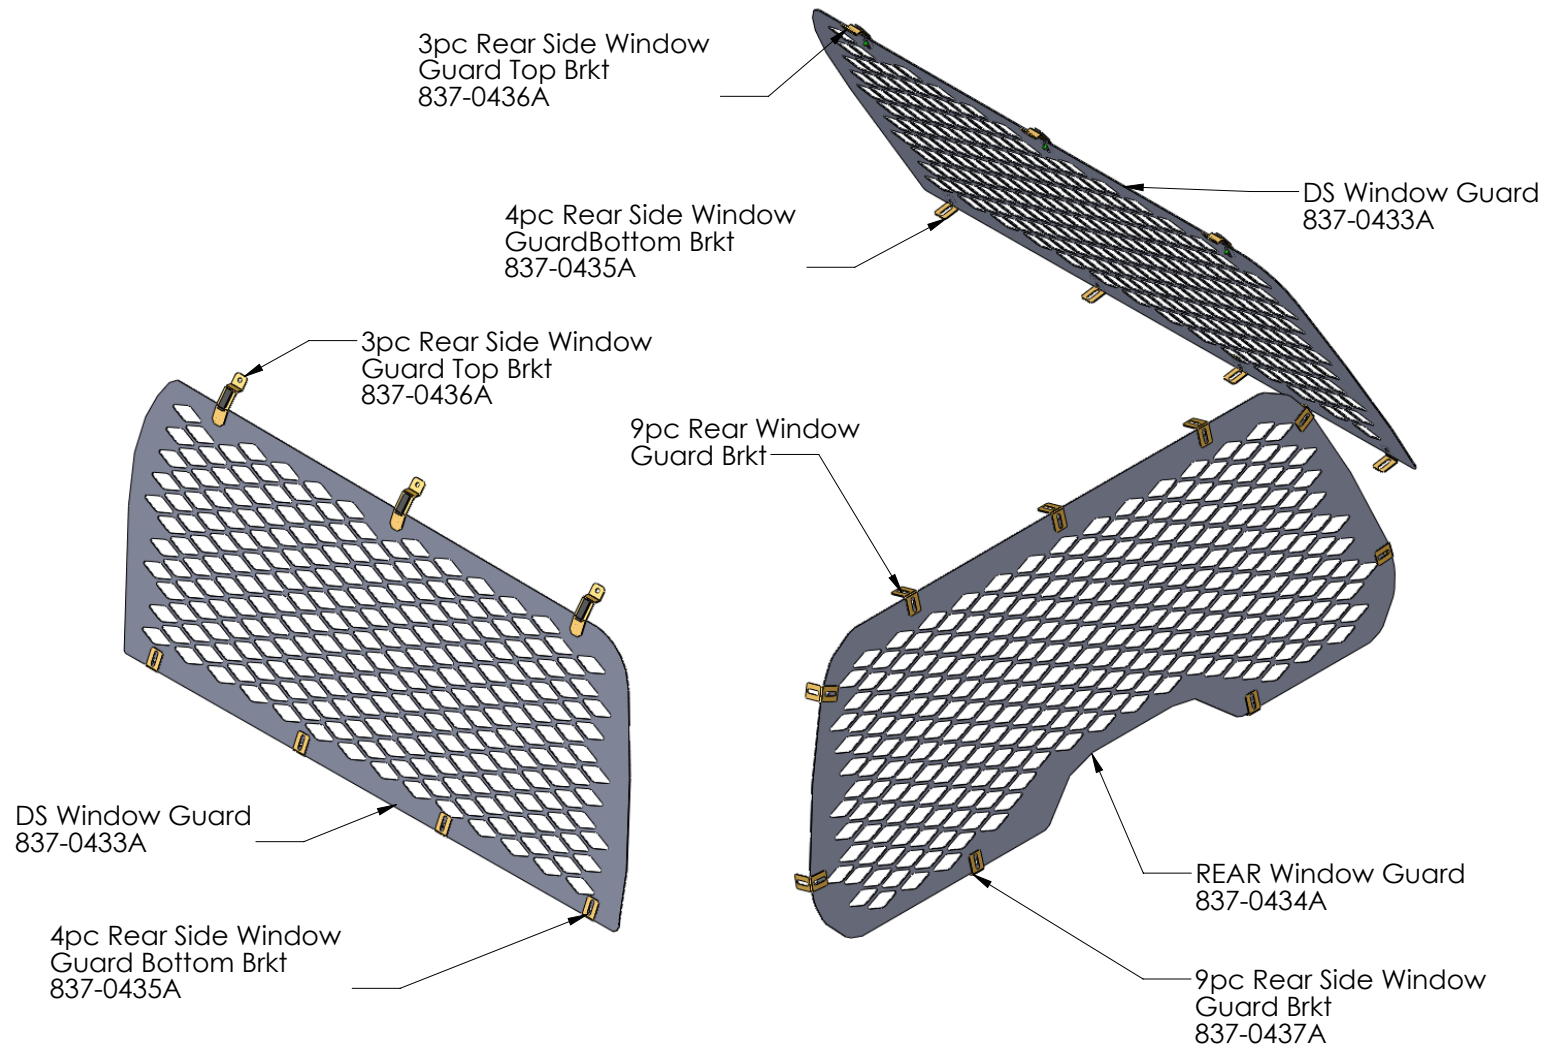 3pc Rear Side Window
Guard Top Brkt
837-0436A
DS Window Guard
837-0433A
4pc Rear Side Window
GuardBottom Brkt
837-0435A
3pc Rear Side Window
Guard Top Brkt
837-0436A
9pc Rear Window
Guard Brkt
DS Window Guard
837-0433A
REAR Window Guard
837-0434A
4pc Rear Side Window
Guard Bottom Brkt
837-0435A
9pc Rear Side Window
Guard Brkt
837-0437A